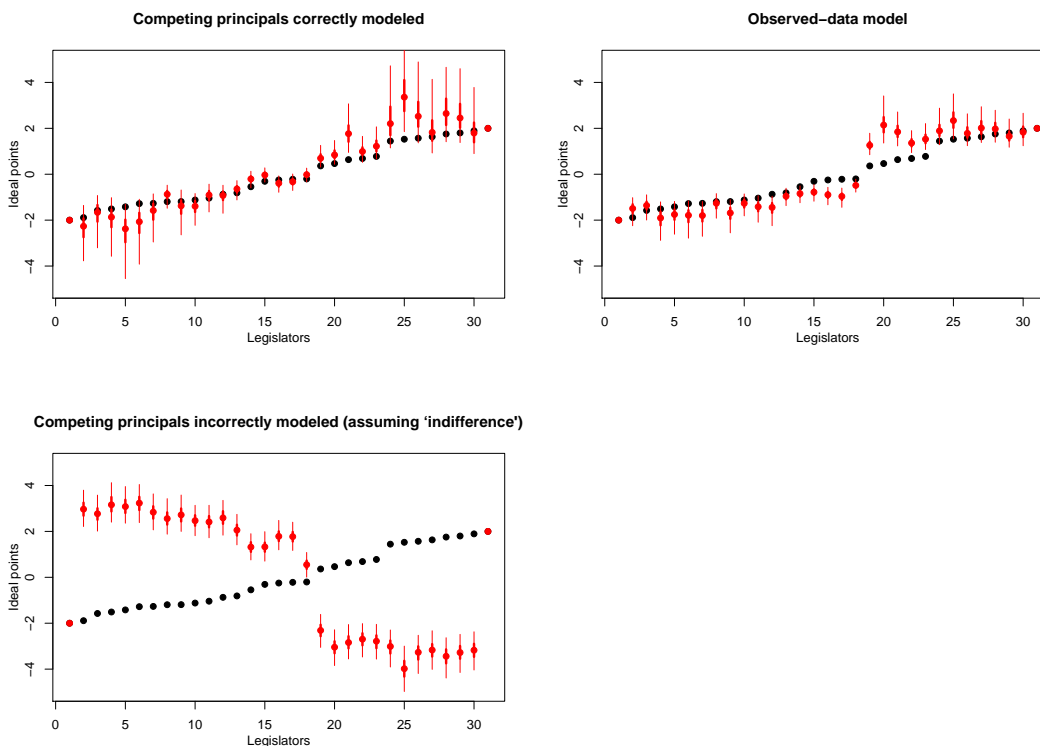 Competing principals correctly modeled
Ideal points
4
2
0
−2
−4
0 5 10 15 20 25 30
Legislators
Observed−data model
Ideal points
4
2
0
−2
−4
0 5 10 15 20 25 30
Legislators
Competing principals incorrectly modeled (assuming ‘indifference')
Ideal points
4
2
0
−2
−4
0 5 10 15 20 25 30
Legislators